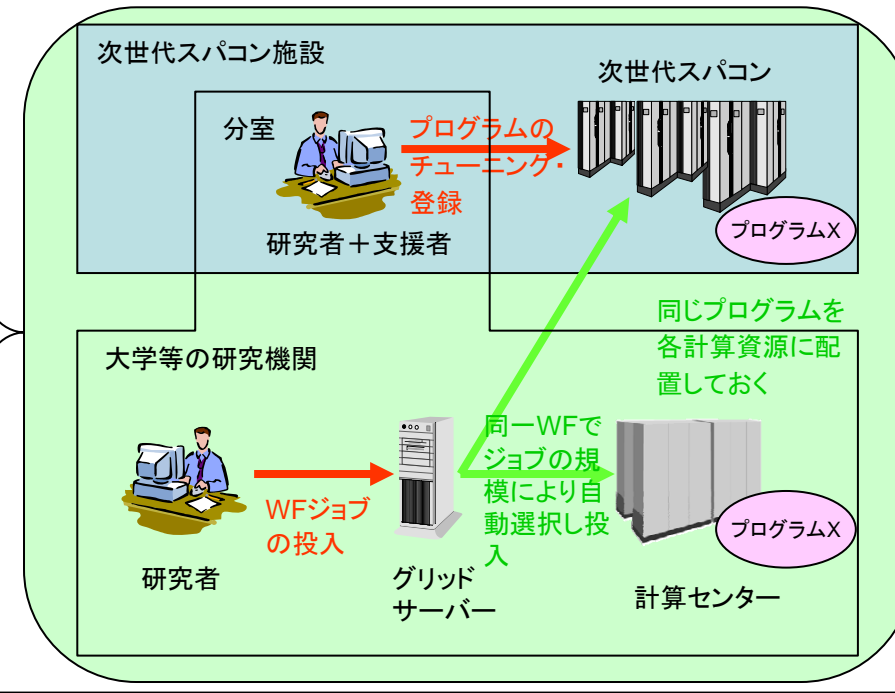 次世代スパコン施設
次世代スパコン
分室
プログラムの
チューニング・
登録
研究者＋支援者
プログラムX
同じプログラムを
各計算資源に配
置しておく
大学等の研究機関
同一WFで
ジョブの規
模により自
動選択し投
入
WFジョブ
の投入
プログラムX
研究者
グリッド
サーバー
計算センター